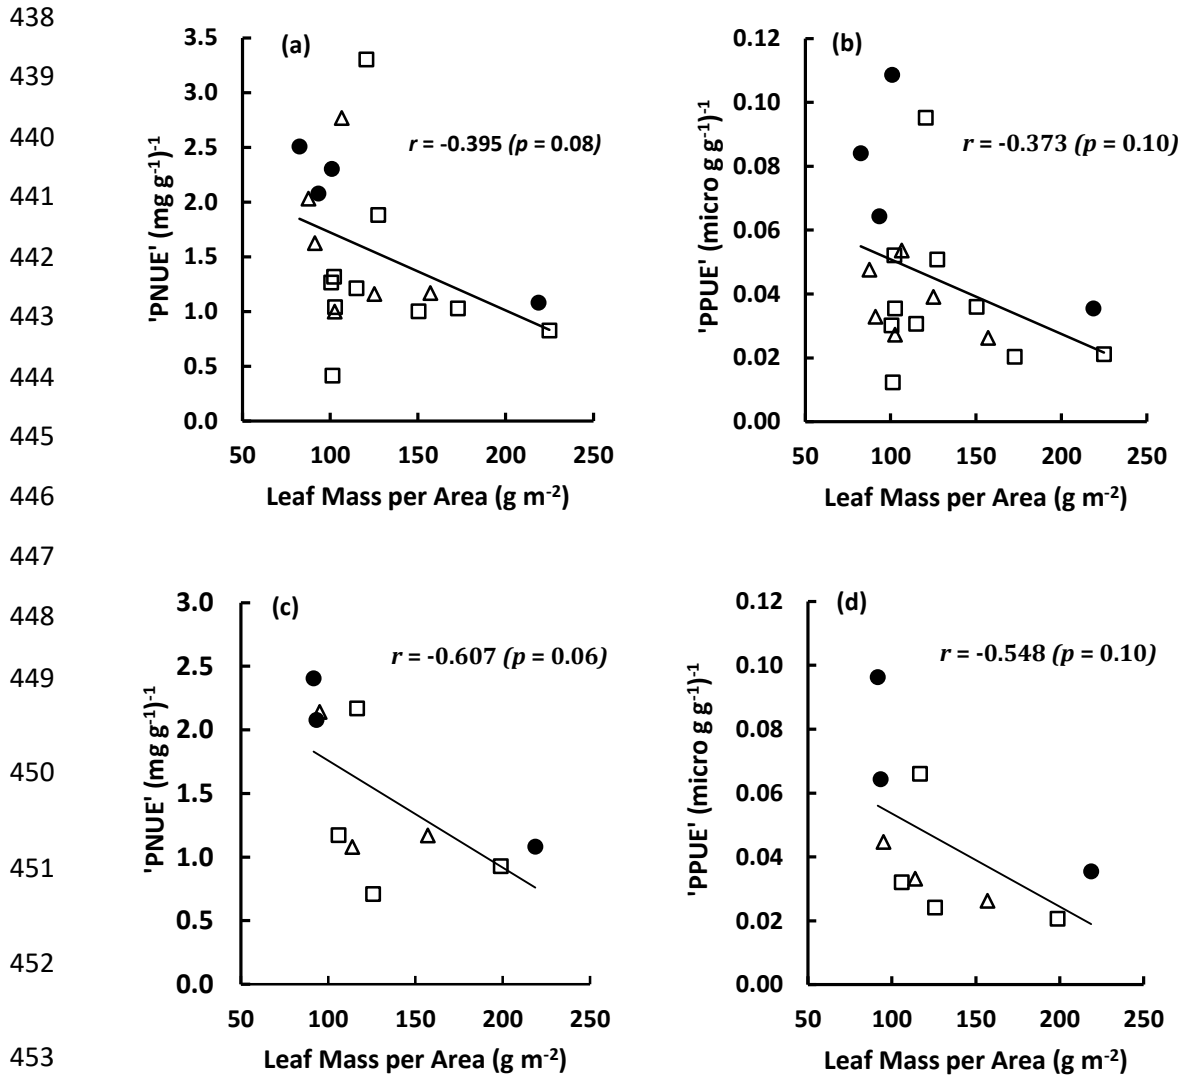 438
439
440
441
442
443
444
445
446
447
448
449
450
451
452
453
(a)
r = -0.395 (p = 0.08)
'PNUE' (mg g-1)-1
3.5
3.0
2.5
2.0
1.5
1.0
0.5
0.0
50 100 150 200 250
Leaf Mass per Area (g m-2)
(b)
r = -0.373 (p = 0.10)
'PPUE' (micro g g-1)-1
0.12
0.10
0.08
0.06
0.04
0.02
0.00
50 100 150 200 250
Leaf Mass per Area (g m-2)
(c)
r = -0.607 (p = 0.06)
'PNUE' (mg g-1)-1
3.0
2.5
2.0
1.5
1.0
0.5
0.0
50 100 150 200 250
Leaf Mass per Area (g m-2)
(d)
r = -0.548 (p = 0.10)
'PPUE' (micro g g-1)-1
0.12
0.10
0.08
0.06
0.04
0.02
0.00
50 100 150 200 250
Leaf Mass per Area (g m-2)